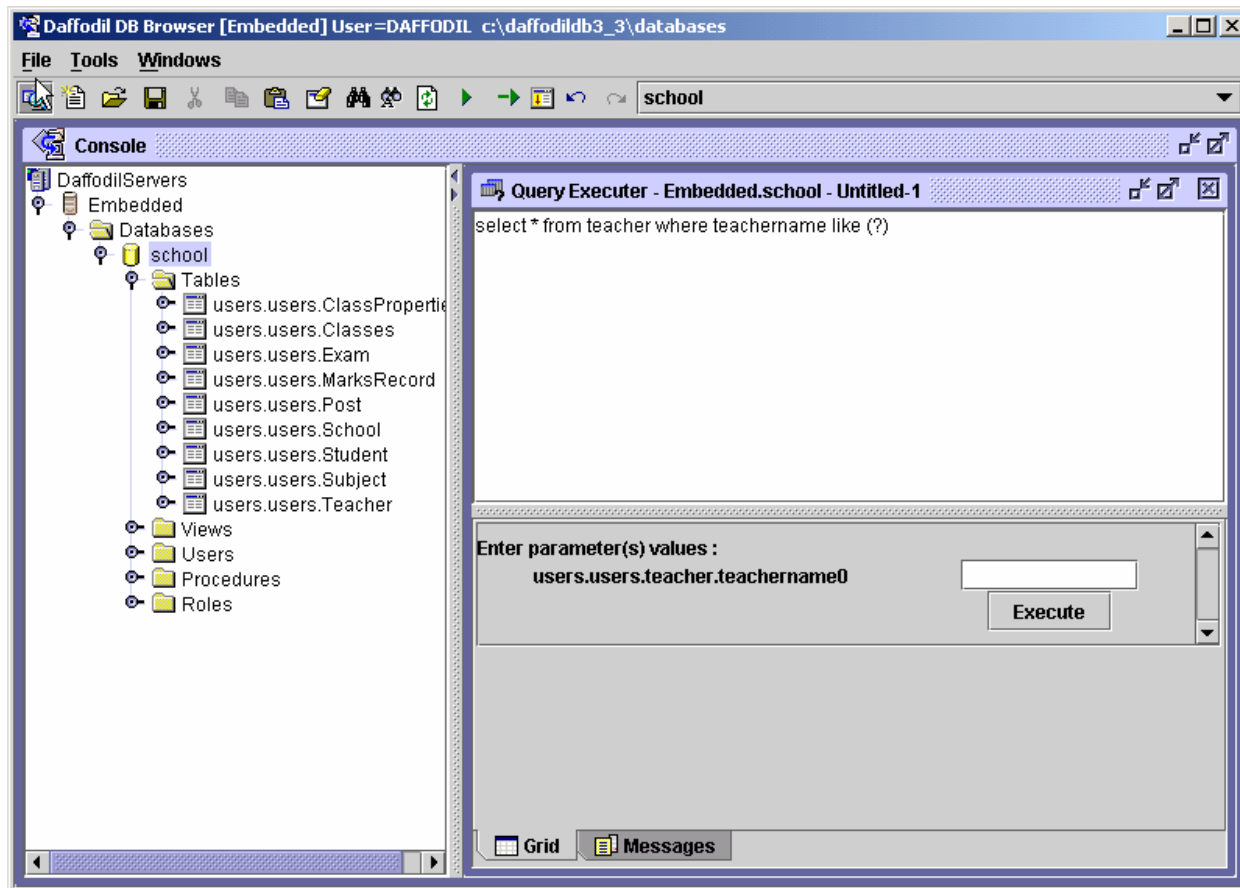 Daffodil DB Browser [Embedded] User=DAFFODIL c:\daffodildb3_3\databases
File Tools Windows
school
Console
DaffodilServers
Embedded
Databases
school
Tables
users.users.ClassPropertie
users.users.Classes
users.users.Exam
users.users.MarksRecord
users.users.Post
users.users.School
users.users.Student
users.users.Subject
users.users.Teacher
Views
Users
Procedures
Roles
Query Executer - Embedded.school - Untitled-1
select * from teacher where teachername like (?)
Enter parameter(s) values :
users.users.teacher.teachername0
Execute
Grid Messages